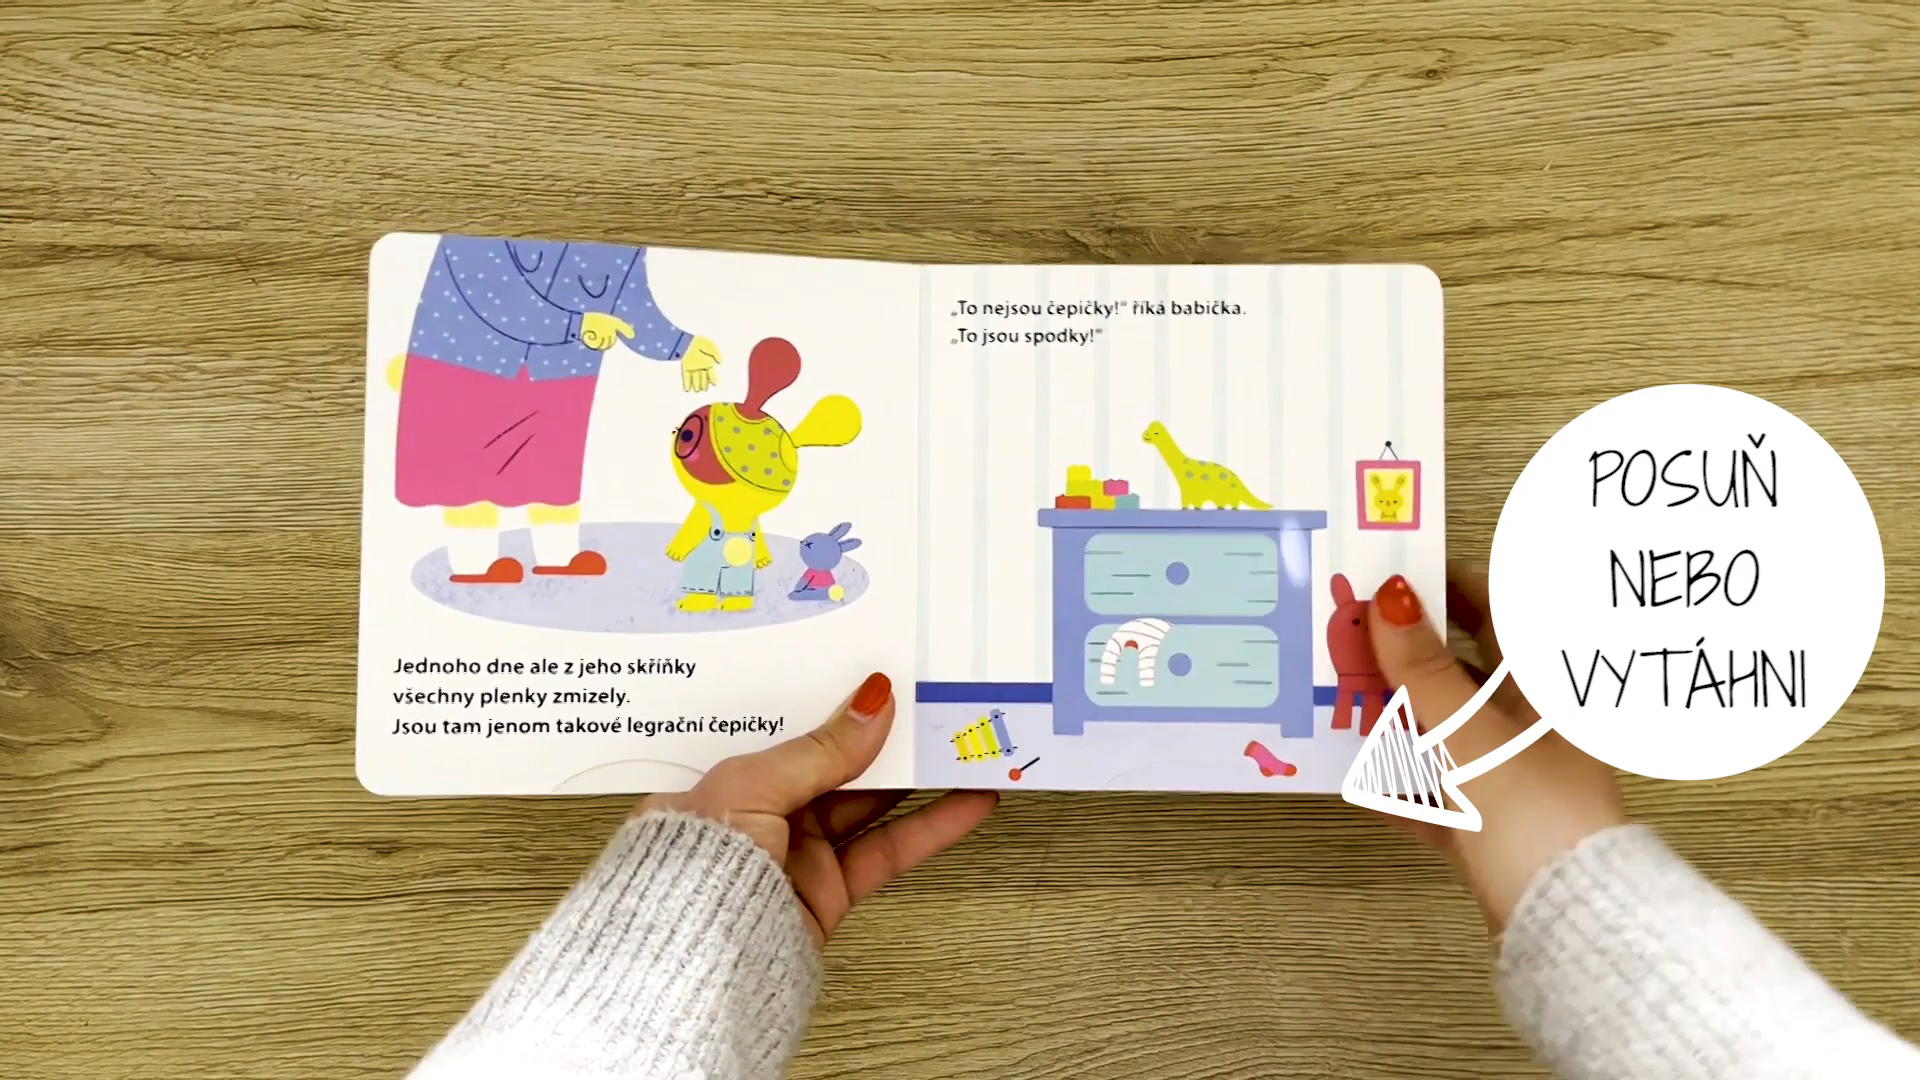 Jednoho dne ale z jeho skříňky
všechny plenky zmizely.
Jsou tam jenom takové legrační čepičky!
„To nejsou čepičky!“ říká babička.
„To jsou spodky!“
POSUŇ
NEBO
VYTÁHNI